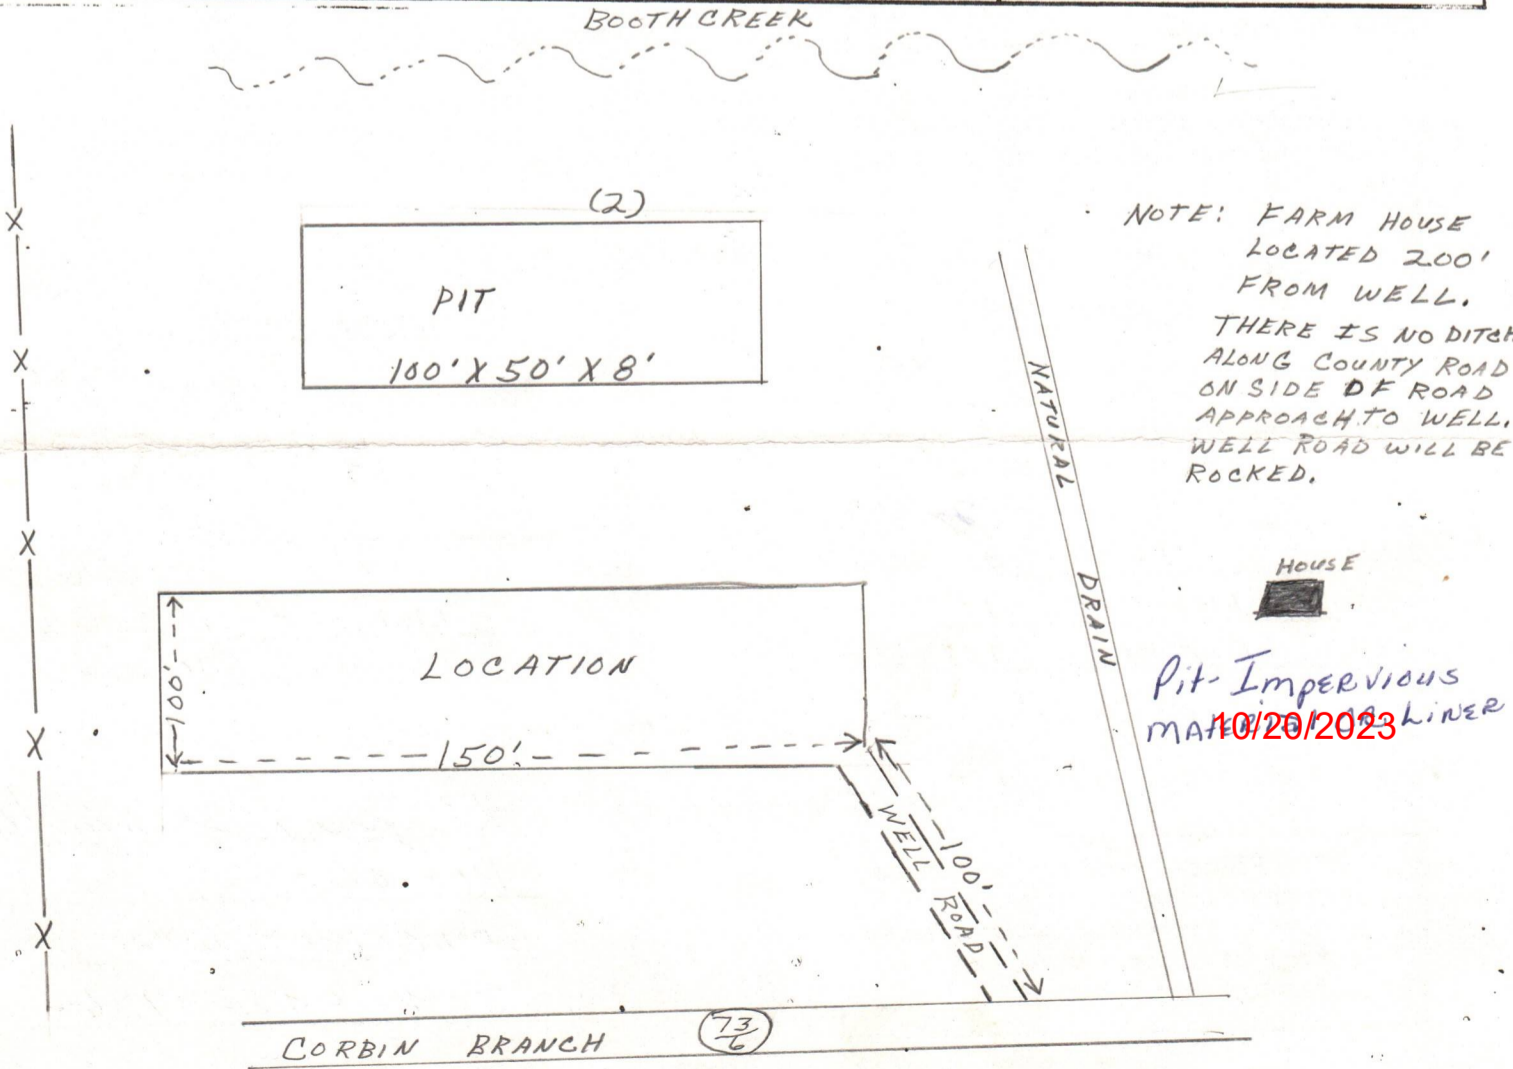 BOOTH CREEK
(2)
PIT
100' X 50' X 8'
NOTE: FARM HOUSE
LOCATED 200'
FROM WELL.
THERE IS NO DITCH
ALONG COUNTY ROAD
ON SIDE OF ROAD
APPROACH TO WELL.
WELL ROAD WILL BE
ROCKED.
NATURAL DRAIN
HOUSE
LOCATION
100'
150'
Pit-Impervious
MATERIAL OR LINER
10/20/2023
WELL ROAD
100'
CORBIN BRANCH
73/6